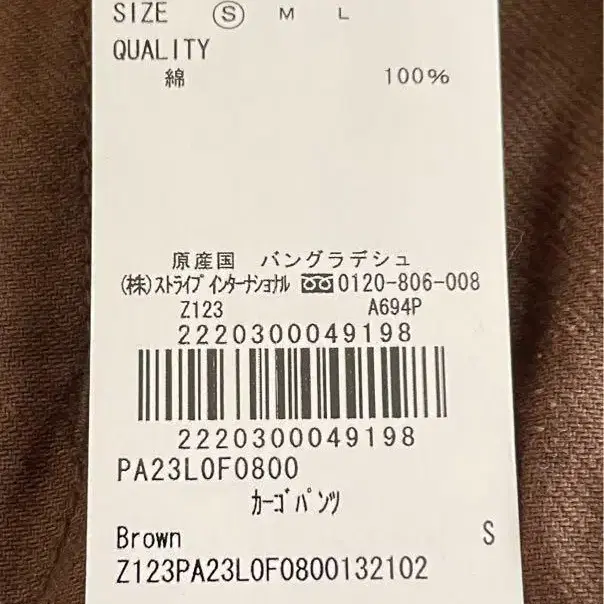 SIZE Ⓢ M L
QUALITY
綿 100%
原産国 バングラデシュ
(株)ストライプ インターナショナル 0120-806-008
Z123 A694P
2220300049198
2220300049198
PA23L0F0800
カーゴパンツ
Brown S
Z123PA23L0F0800132102